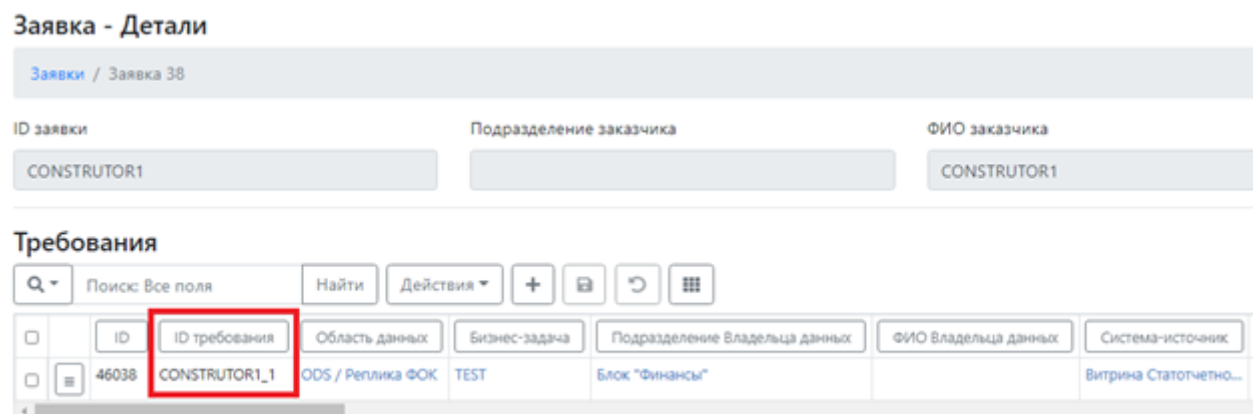 Заявка - Детали
Заявки / Заявка 38
ID заявки Подразделение заказчика ФИО заказчика
CONSTRUTOR1 CONSTRUTOR1
Требования
Поиск: Все поля Найти Действия
ID ID требования Область данных Бизнес-задача Подразделение Владельца данных ФИО Владельца данных Система-источник
46038 CONSTRUTOR1_1 ODS / Реплика ФОК TEST Блок "Финансы" Витрина Статотчетно...